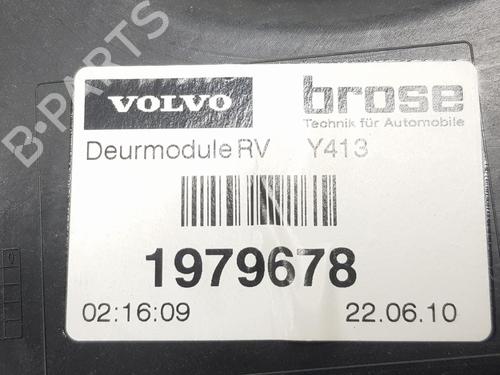 B-PARTS
VOLVO
brose
Technik für Automobile
Deurmodule RV Y413
1979678
02:16:09 22.06.10